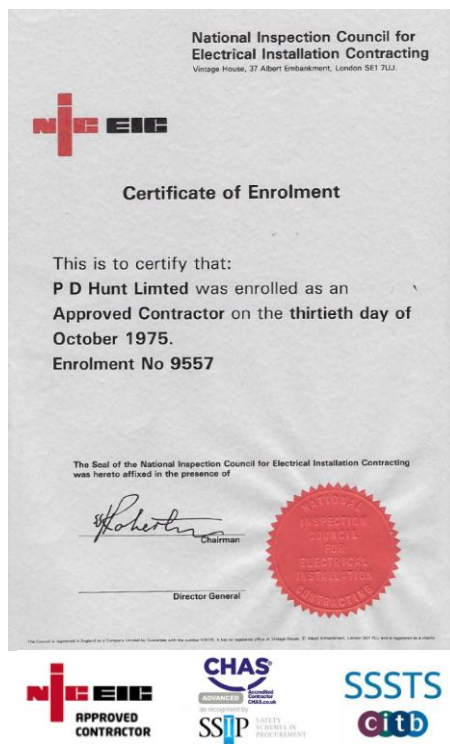 National Inspection Council for
Electrical Installation Contracting
Vintage House, 37 Albert Embankment, London SE1 7UJ.
NICEIC
Certificate of Enrolment
This is to certify that:
P D Hunt Limted was enrolled as an
Approved Contractor on the thirtieth day of
October 1975.
Enrolment No 9557
The Seal of the National Inspection Council for Electrical Installation Contracting
was hereto affixed in the presence of
Chairman
Director General
NATIONAL
INSPECTION
COUNCIL
FOR
ELECTRICAL
INSTALLATION
CONTRACTING
NICEIC
APPROVED
CONTRACTOR
CHAS
ADVANCED
Accredited
Contractor
CHAS.co.uk
as recognised by
SSIP
SAFETY
SCHEMES IN
PROCUREMENT
SSSTS
citb